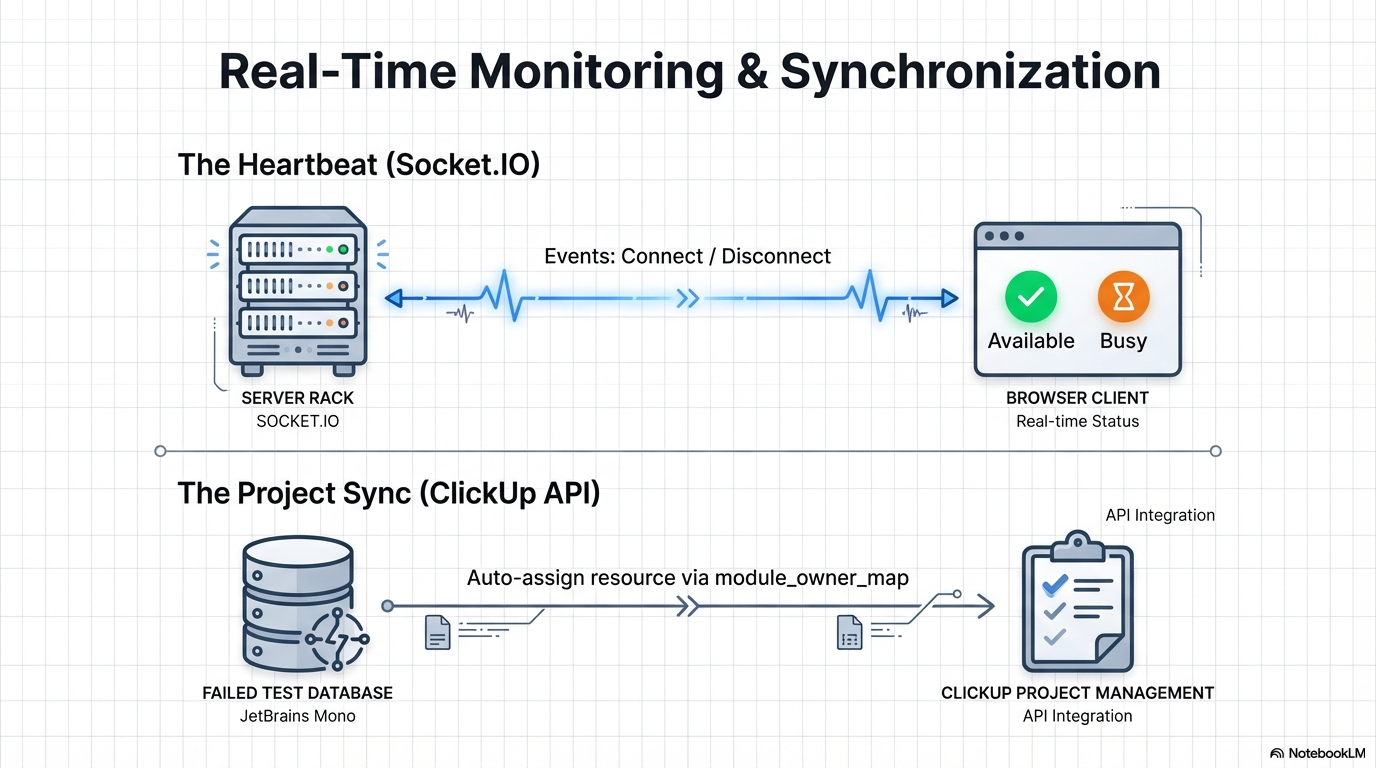 Real-Time Monitoring & Synchronization
The Heartbeat (Socket.IO)
Events: Connect / Disconnect
Available
Busy
SERVER RACK
SOCKET.IO
BROWSER CLIENT
Real-time Status
The Project Sync (ClickUp API)
API Integration
Auto-assign resource via module_owner_map
FAILED TEST DATABASE
JetBrains Mono
CLICKUP PROJECT MANAGEMENT
API Integration
NotebookLM